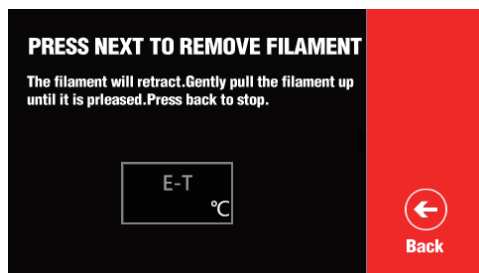 PRESS NEXT TO REMOVE FILAMENT
The filament will retract.Gently pull the filament up
until it is prleased.Press back to stop.
E-T
℃
Back